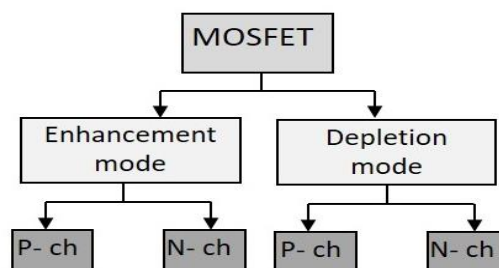 MOSFET
Enhancement
mode
Depletion
mode
P- ch
N- ch
P- ch
N- ch